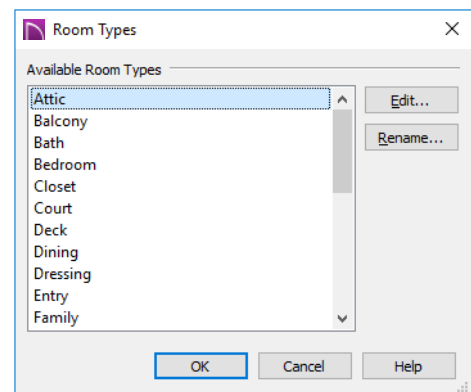 Room Types
Available Room Types
Attic
Balcony
Bath
Bedroom
Closet
Court
Deck
Dining
Dressing
Entry
Family
Edit...
Rename...
OK
Cancel
Help